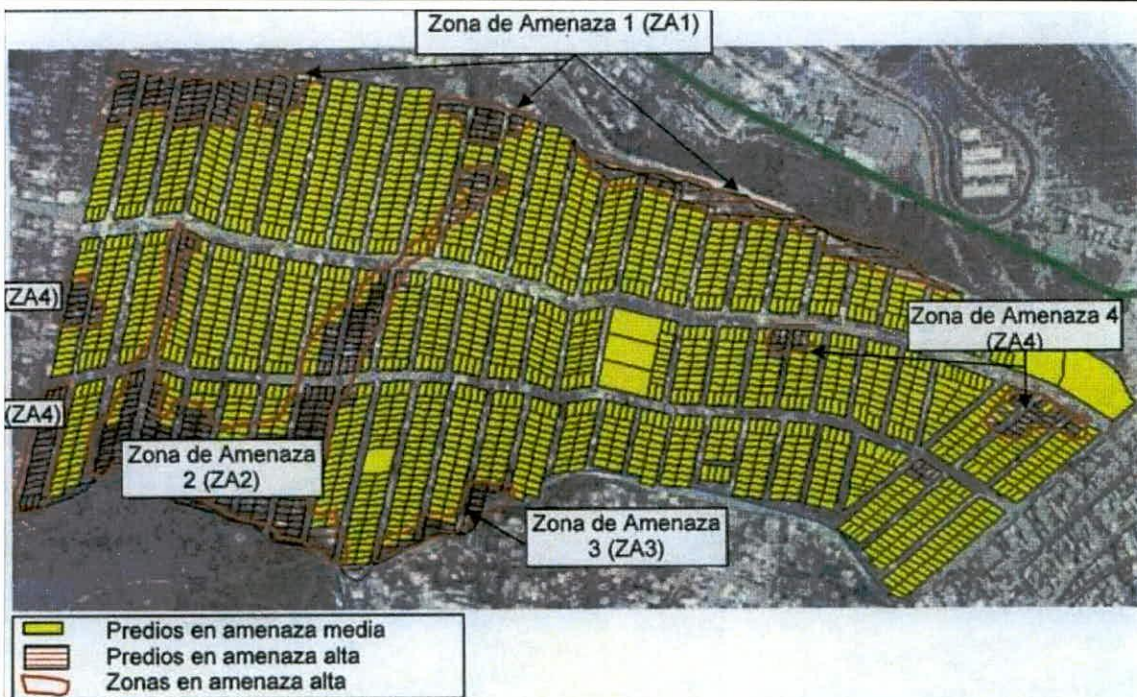 Zona de Amenaza 1 (ZA1)
(ZA4)
Zona de Amenaza 4
(ZA4)
(ZA4)
Zona de Amenaza
2 (ZA2)
Zona de Amenaza
3 (ZA3)
Predios en amenaza media
Predios en amenaza alta
Zonas en amenaza alta